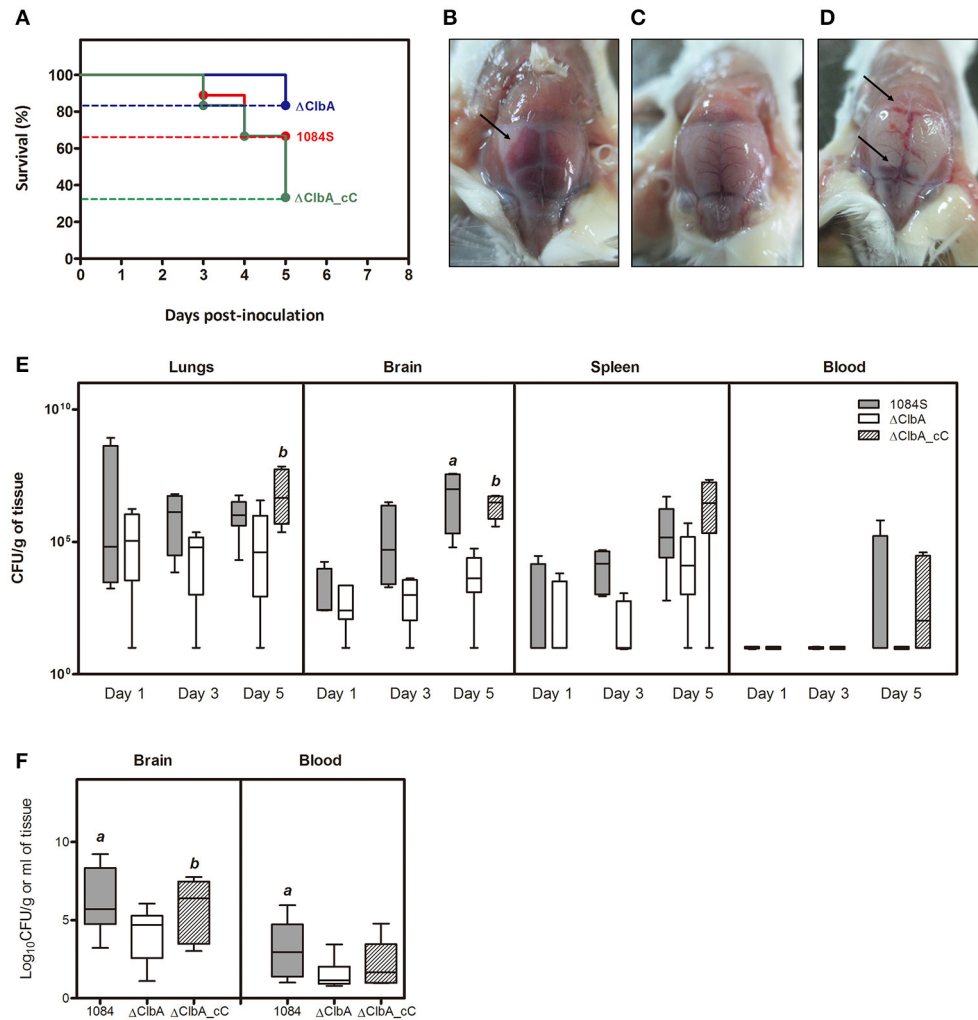 A
B
C
D
Survival (%)
100
80
60
40
20
0
ΔClbA
1084S
ΔClbA_cC
0 1 2 3 4 5 6 7 8
Days post-inoculation
E
Lungs Brain Spleen Blood
CFU/g of tissue
10^10
10^5
10^0
b
a
b
1084S
ΔClbA
ΔClbA_cC
Day 1 Day 3 Day 5 Day 1 Day 3 Day 5 Day 1 Day 3 Day 5 Day 1 Day 3 Day 5
F
Brain Blood
Log₁₀CFU/g or ml of tissue
10
5
0
a
b
a
1084 ΔClbA ΔClbA_cC 1084 ΔClbA ΔClbA_cC